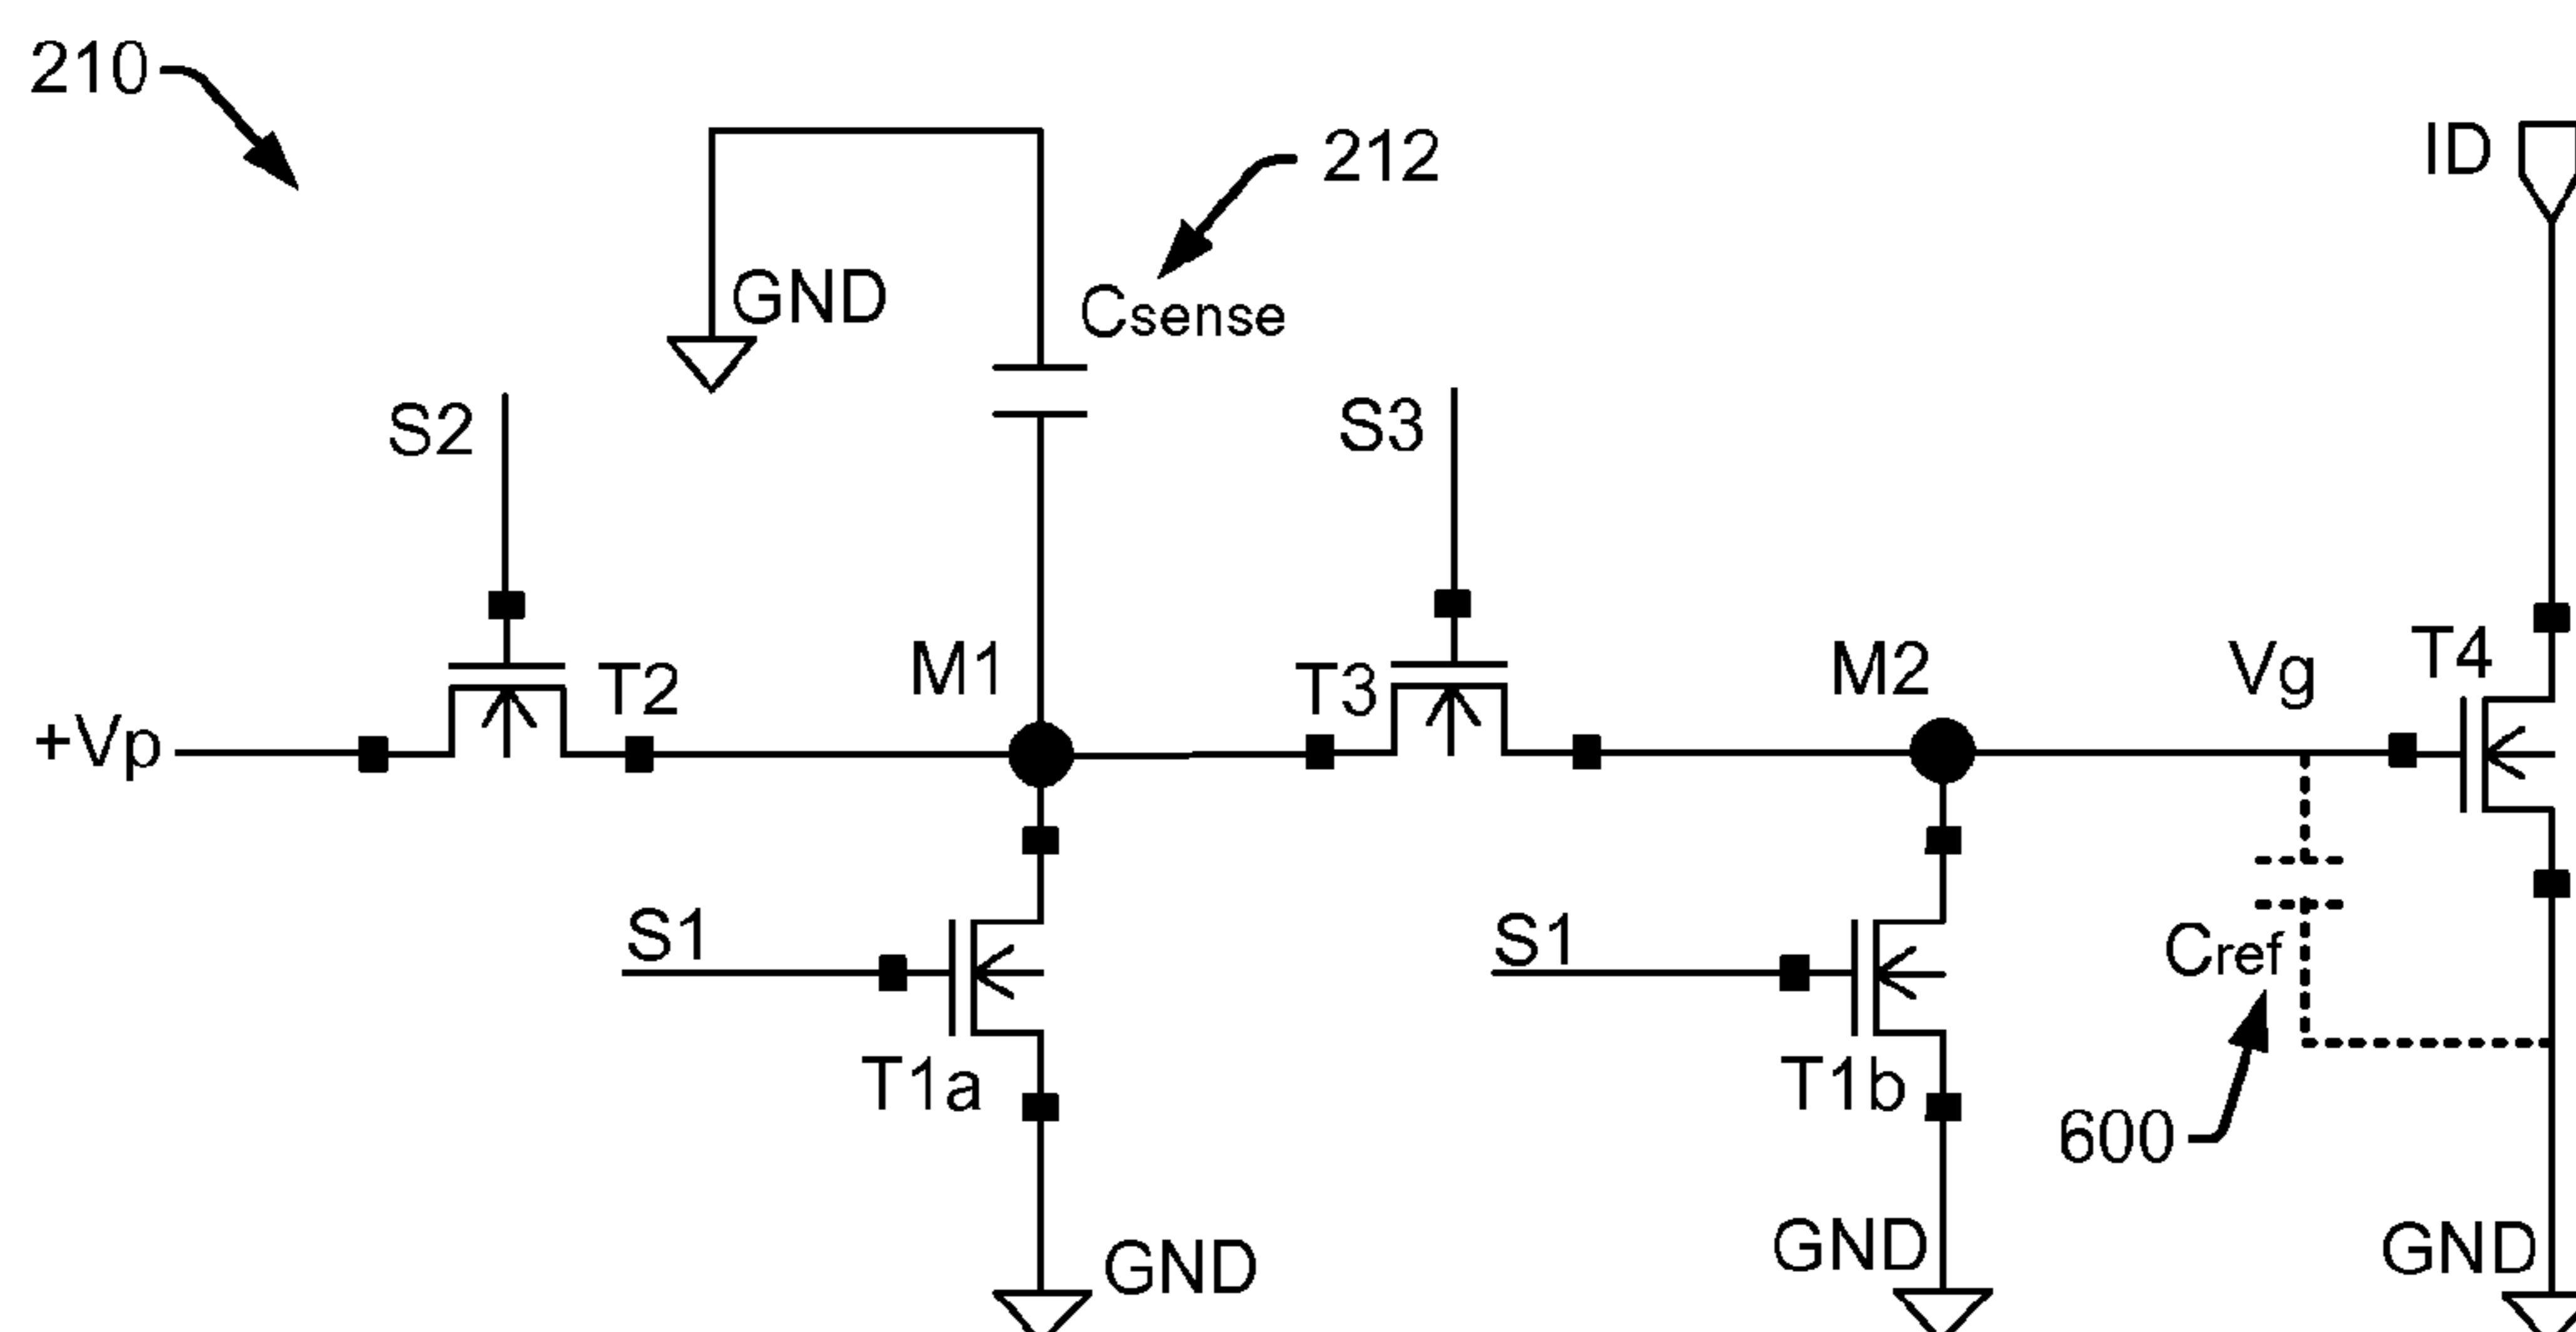 210
212
ID
GND
Csense
S2
S3
M1
M2
T2
T3
Vg
T4
+Vp
S1
S1
Cref
T1a
T1b
600
GND
GND
GND